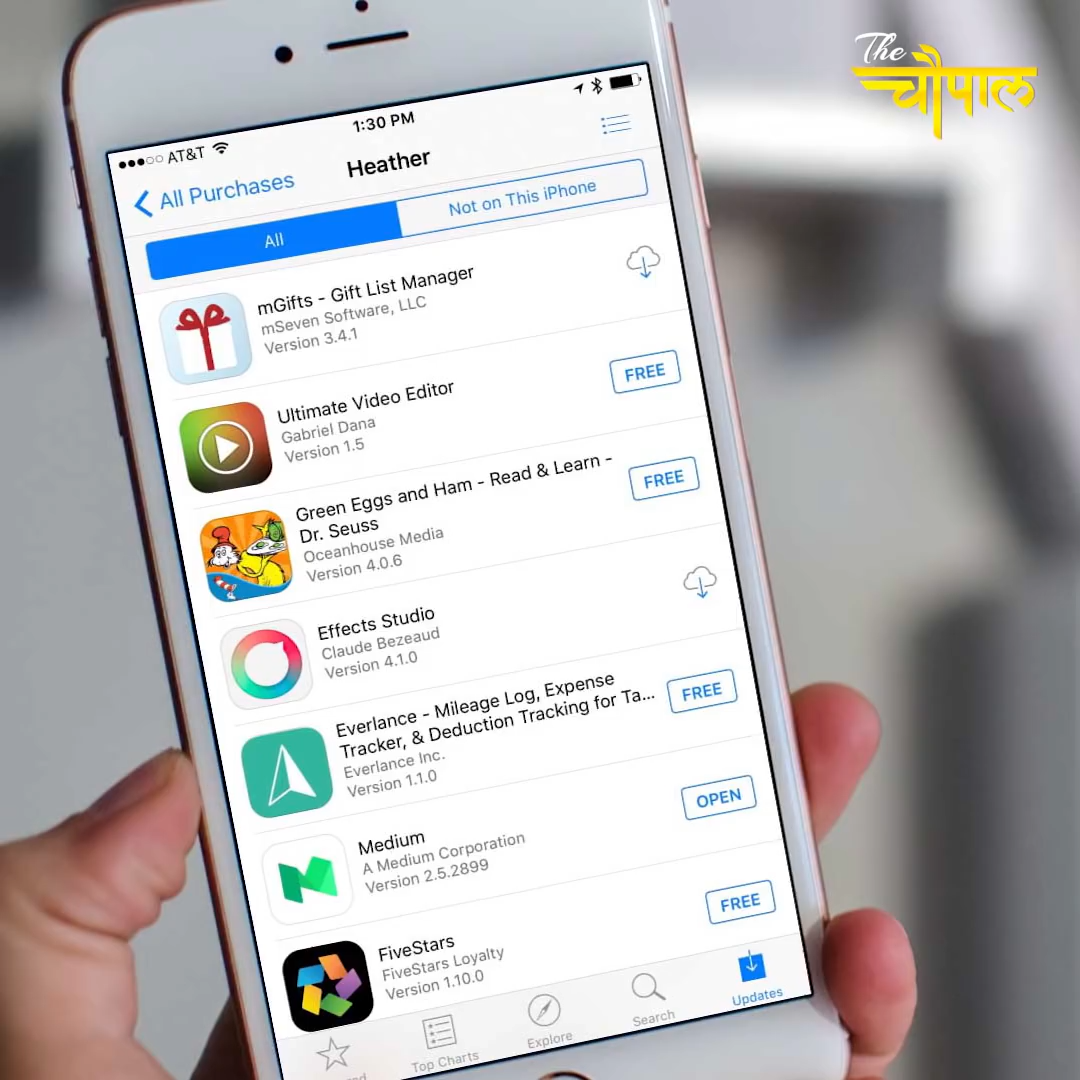 The
चौपाल
AT&T
1:30 PM
All Purchases
Heather
All
Not on This iPhone
mGifts - Gift List Manager
mSeven Software, LLC
Version 3.4.1
Ultimate Video Editor
Gabriel Dana
Version 1.5
FREE
Green Eggs and Ham - Read & Learn -
Dr. Seuss
Oceanhouse Media
Version 4.0.6
FREE
Effects Studio
Claude Bezeaud
Version 4.1.0
Everlance - Mileage Log, Expense
Tracker, & Deduction Tracking for Ta...
Everlance Inc.
Version 1.1.0
FREE
Medium
A Medium Corporation
Version 2.5.2899
OPEN
FiveStars
FiveStars Loyalty
Version 1.10.0
FREE
Top Charts
Explore
Search
Updates